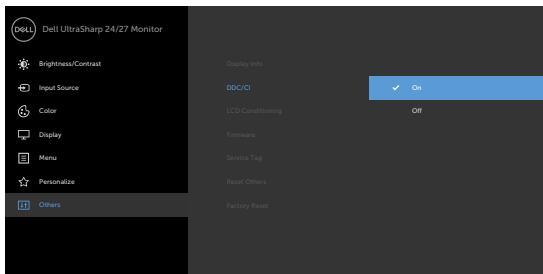 DELL
Dell UltraSharp 24/27 Monitor
Brightness/Contrast
Input Source
Color
Display
Menu
Personalize
Others
Display Info
DDC/CI
LCD Conditioning
Firmware
Service Tag
Reset Others
Factory Reset
On
Off